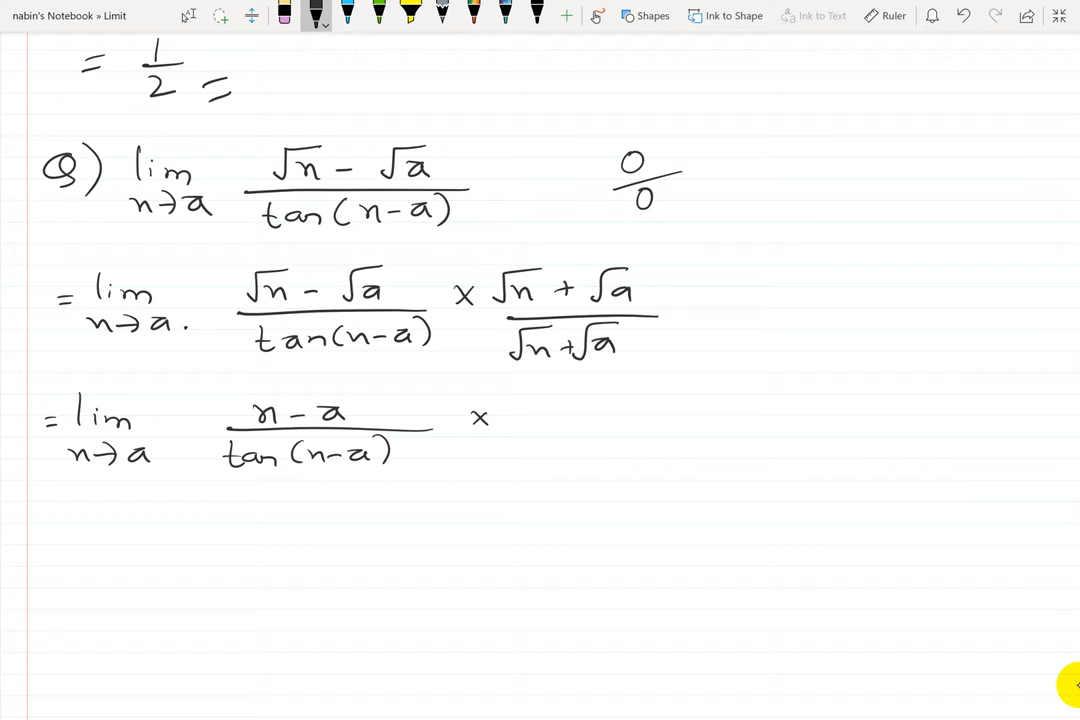 nabin's Notebook » Limit Shapes Ink to Shape Ink to Text Ruler
= 1/2 =
Q) lim n→a (√n - √a)/(tan(n-a)) 0/0
= lim n→a. (√n - √a)/(tan(n-a)) × (√n + √a)/(√n+√a)
= lim n→a (n-a)/(tan(n-a)) ×